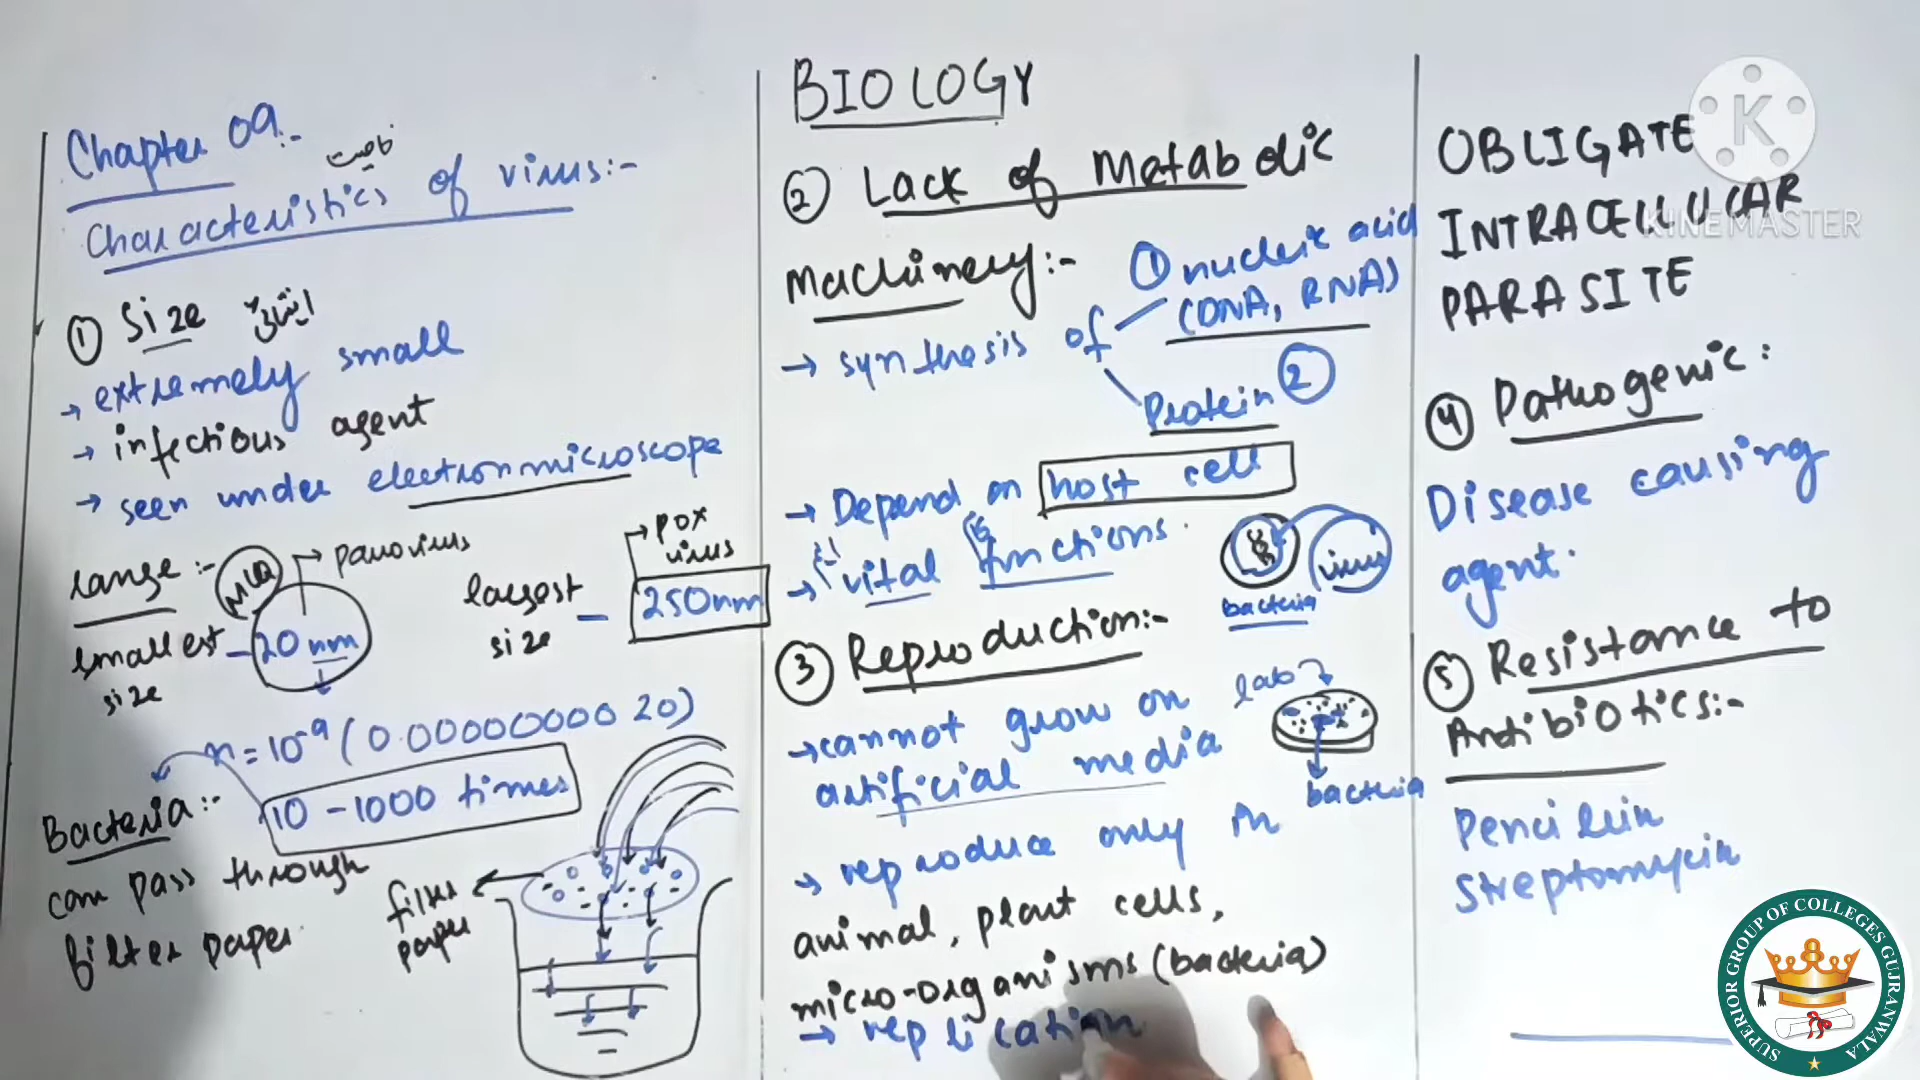 Chapter 09:-
خاصیت
Characteristics of virus:-
① Size
→ extremely small
→ infectious agent
→ seen under electronmicroscope
range:-
MCQ
parvovirus
smallest size - 20 nm
largest size - 250nm
pox virus
n = 10⁻⁹ (0.00000000020)
10 - 1000 times
Bacteria:-
can pass through
filter paper
filter paper
BIOLOGY
② Lack of Metabolic
Machinery:-
→ synthesis of
① nucleic acid
(DNA, RNA)
Protein ②
→ Depend on host cell
→ vital functions.
virus
bacteria
③ Reproduction:-
→ cannot grow on
artificial media
lab
bacteria
→ reproduce only in
animal, plant cells,
micro-organisms (bacteria)
→ replication
OBLIGATE
INTRACELLUCAR
PARASITE
④ Pathogenic:
Disease causing
agent.
⑤ Resistance to
Antibiotics:-
Pencilein
Streptomycin
K
KINEMASTER
SUPERIOR GROUP OF COLLEGES GUJRANWALA